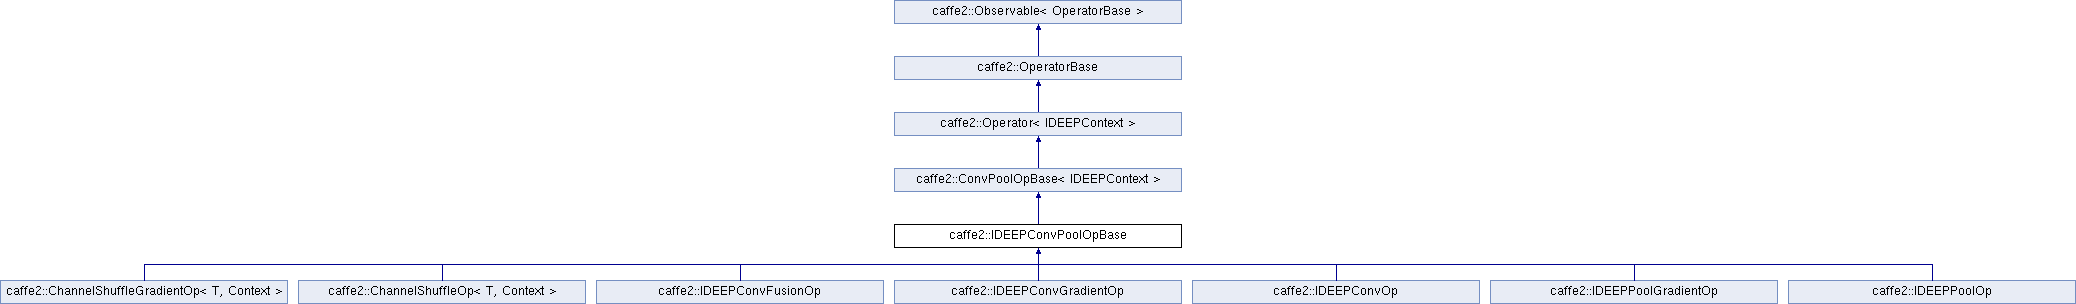 caffe2::Observable< OperatorBase >
caffe2::OperatorBase
caffe2::Operator< IDEEPContext >
caffe2::ConvPoolOpBase< IDEEPContext >
caffe2::IDEEPConvPoolOpBase
caffe2::ChannelShuffleGradientOp< T, Context >
caffe2::ChannelShuffleOp< T, Context >
caffe2::IDEEPConvFusionOp
caffe2::IDEEPConvGradientOp
caffe2::IDEEPConvOp
caffe2::IDEEPPoolGradientOp
caffe2::IDEEPPoolOp